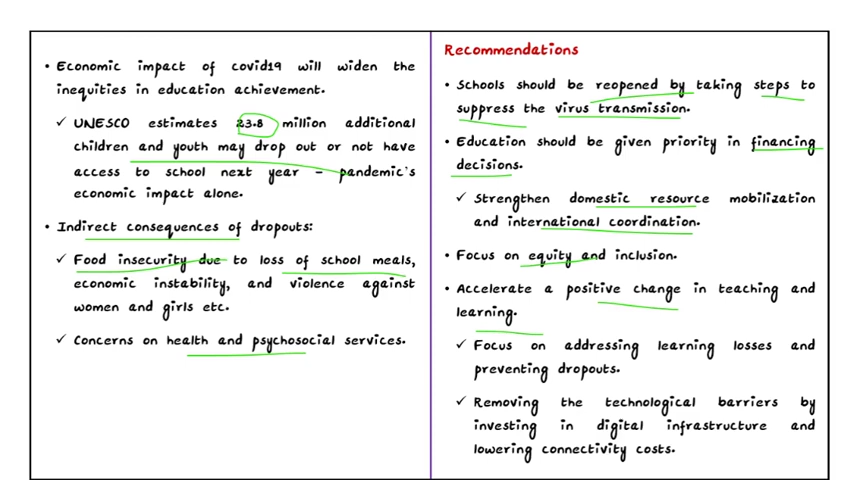 • Economic impact of covid19 will widen the
inequities in education achievement.
✓ UNESCO estimates 23.8 million additional
children and youth may drop out or not have
access to school next year – pandemic's
economic impact alone.
• Indirect consequences of dropouts:
✓ Food insecurity due to loss of school meals,
economic instability, and violence against
women and girls etc.
✓ Concerns on health and psychosocial services.
Recommendations
• Schools should be reopened by taking steps to
suppress the virus transmission.
• Education should be given priority in financing
decisions.
✓ Strengthen domestic resource mobilization
and international coordination.
• Focus on equity and inclusion.
• Accelerate a positive change in teaching and
learning.
✓ Focus on addressing learning losses and
preventing dropouts.
✓ Removing the technological barriers by
investing in digital infrastructure and
lowering connectivity costs.